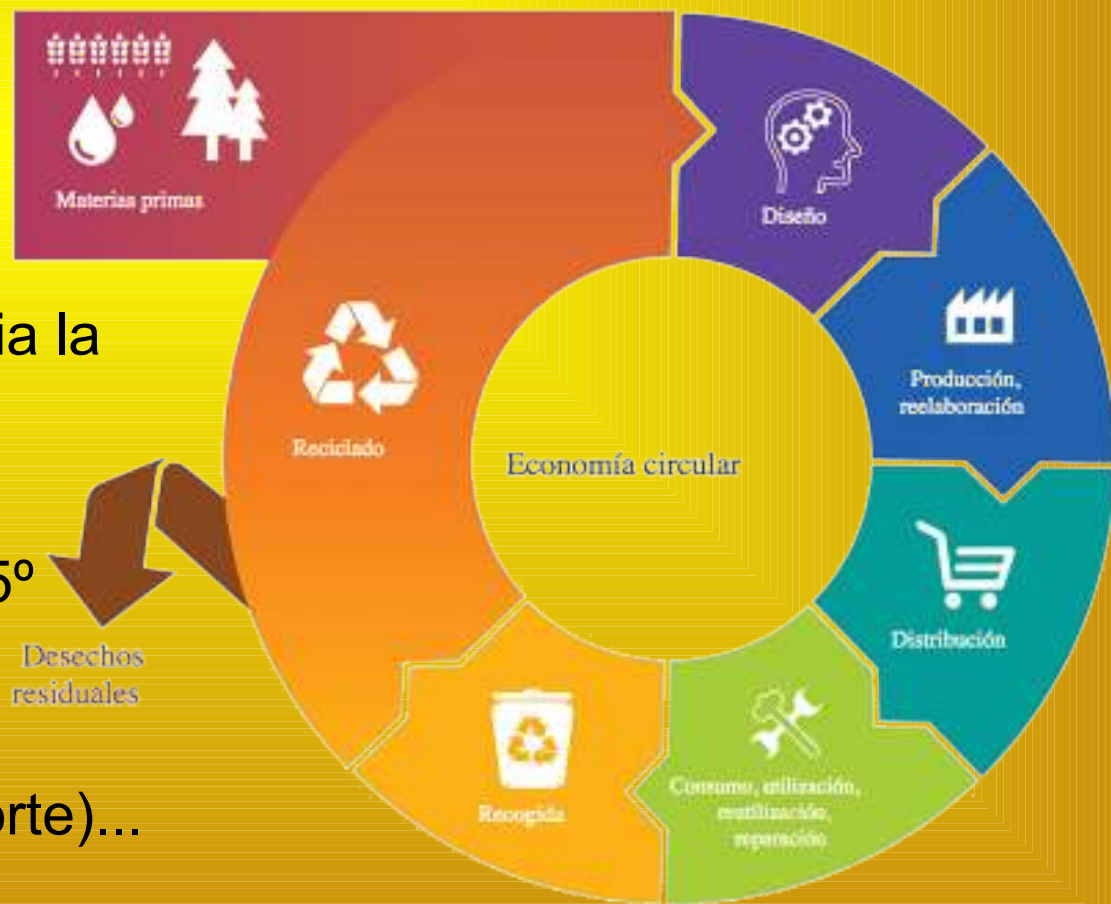 Materias primas
Diseño
Producción,
reelaboración
Distribución
Consumo, utilización,
reutilización,
reparación
Recogida
Reciclado
Economía circular
Desechos
residuales
ia la
5º
orte)...